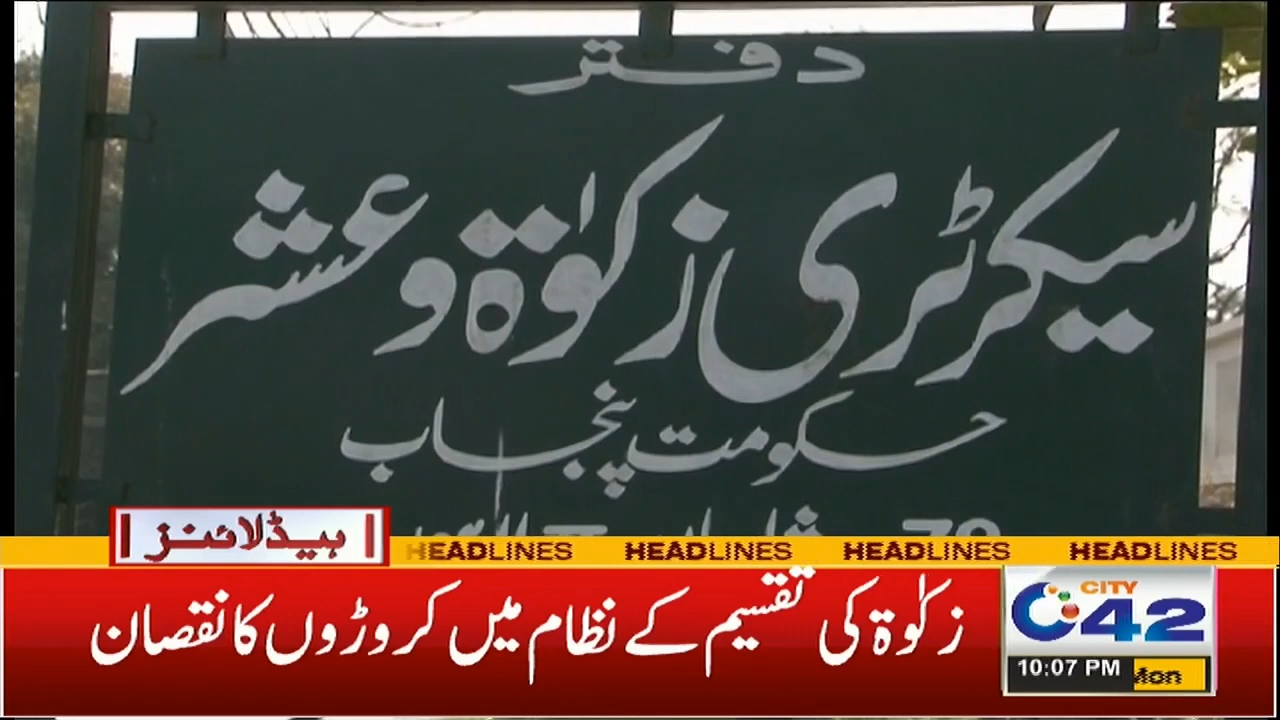 دفتر
سیکرٹری زکوٰۃ و عشر
حکومت پنجاب
ہیڈلائنز
HEADLINES HEADLINES HEADLINES HEADLINES
زکوٰۃ کی تقسیم کے نظام میں کروڑوں کا نقصان
CITY
42
10:07 PM Mon